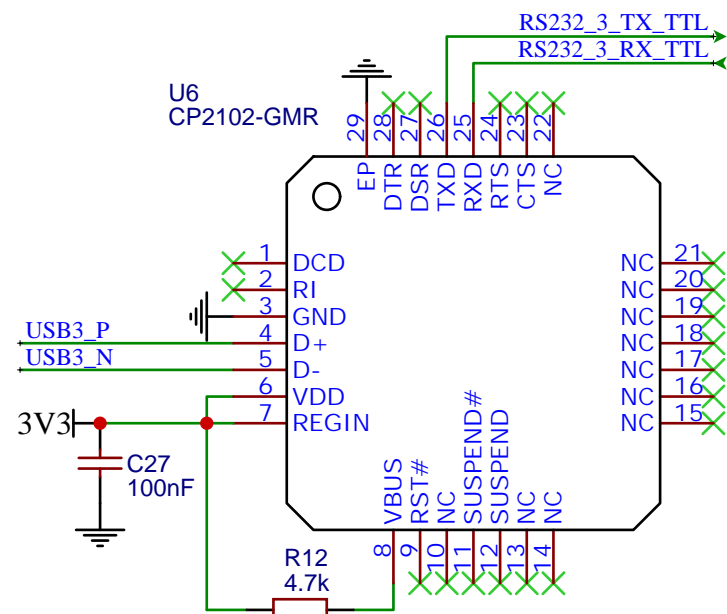 RS232_3_TX_TTL
RS232_3_RX_TTL
U6
CP2102-GMR
29 28 27 26 25 24 23 22
EP DTR DSR TXD RXD RTS CTS NC
1 DCD
2 RI
3 GND
USB3_P 4 D+
USB3_N 5 D-
6 VDD
3V3 7 REGIN
NC 21
NC 20
NC 19
NC 18
NC 17
NC 16
NC 15
C27
100nF
VBUS RST# NC SUSPEND# SUSPEND NC NC
8 9 10 11 12 13 14
R12
4.7k